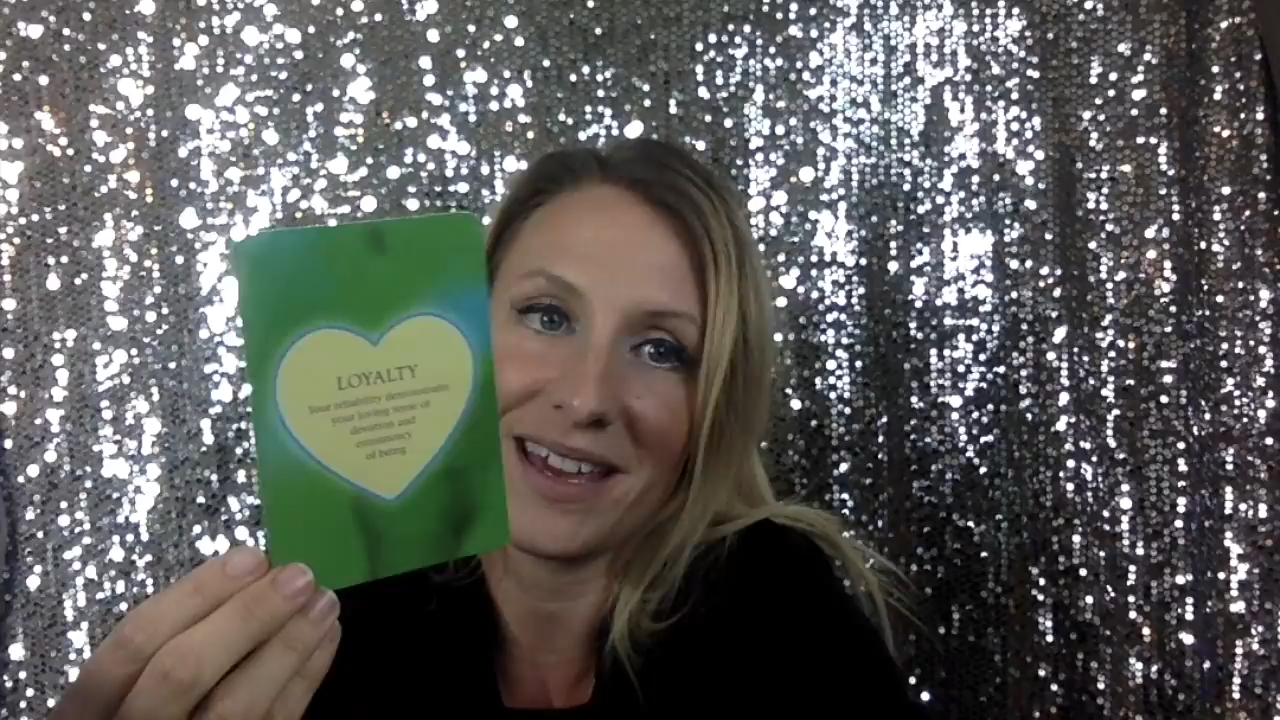 LOYALTY
Your reliability demonstrates
your loving sense of
devotion and
consistency
of being